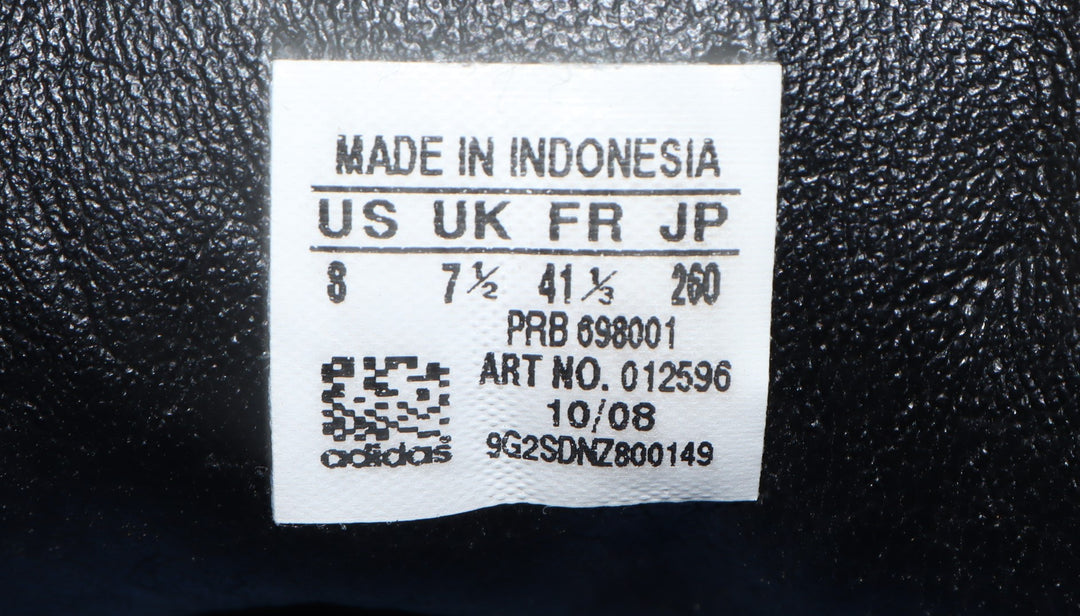 MADE IN INDONESIA
US UK FR JP
8 7½ 41⅓ 260
PRB 698001
ART NO. 012596
10/08
adidas 9G2SDNZ800149